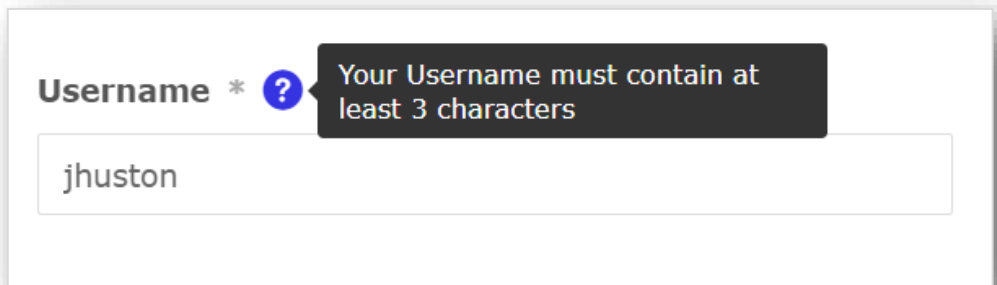 Username * ?
Your Username must contain at
least 3 characters
jhuston